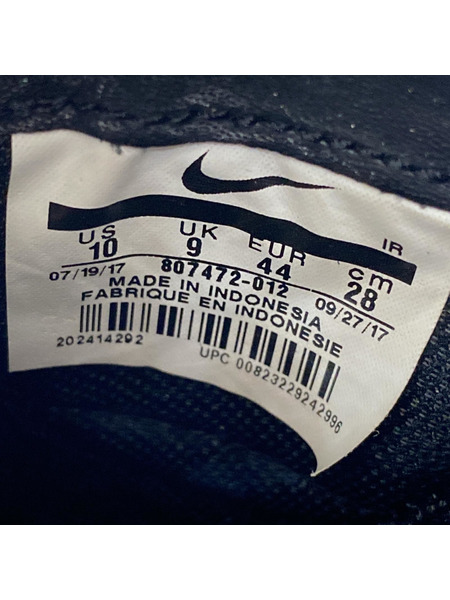 IR
US UK EUR cm
10 9 44 28
07/19/17 807472-012 09/27/17
MADE IN INDONESIA
FABRIQUE EN INDONESIE
202414292 UPC 00823229242996